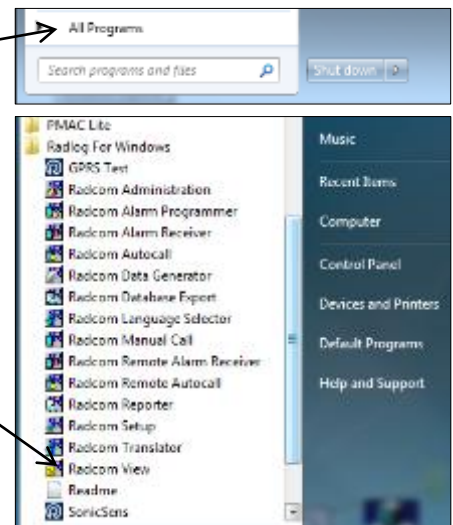 All Programs
Search programs and files
Shut down
PMAC Lite
Radlog For Windows
GPRS Test
Radcom Administration
Radcom Alarm Programmer
Radcom Alarm Receiver
Radcom Autocall
Radcom Data Generator
Radcom Database Export
Radcom Language Selector
Radcom Manual Call
Radcom Remote Alarm Receiver
Radcom Remote Autocall
Radcom Reporter
Radcom Setup
Radcom Translator
Radcom View
Readme
SonicSens
Music
Recent Items
Computer
Control Panel
Devices and Printers
Default Programs
Help and Support